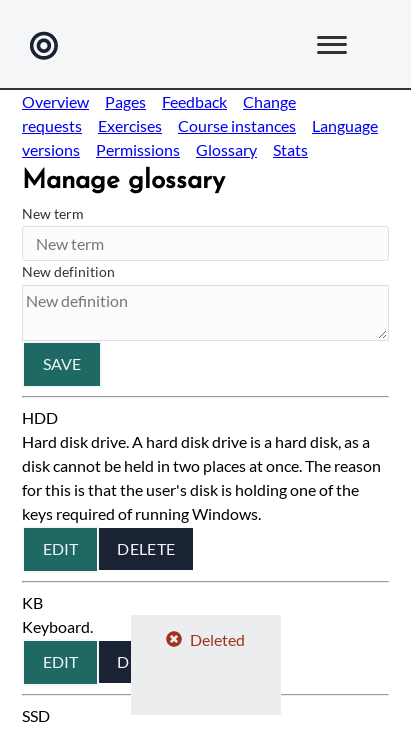 Overview Pages Feedback Change
requests Exercises Course instances Language
versions Permissions Glossary Stats
Manage glossary
New term
New term
New definition
New definition
SAVE
HDD
Hard disk drive. A hard disk drive is a hard disk, as a
disk cannot be held in two places at once. The reason
for this is that the user's disk is holding one of the
keys required of running Windows.
EDIT DELETE
KB
Keyboard.
Deleted
EDIT D
SSD